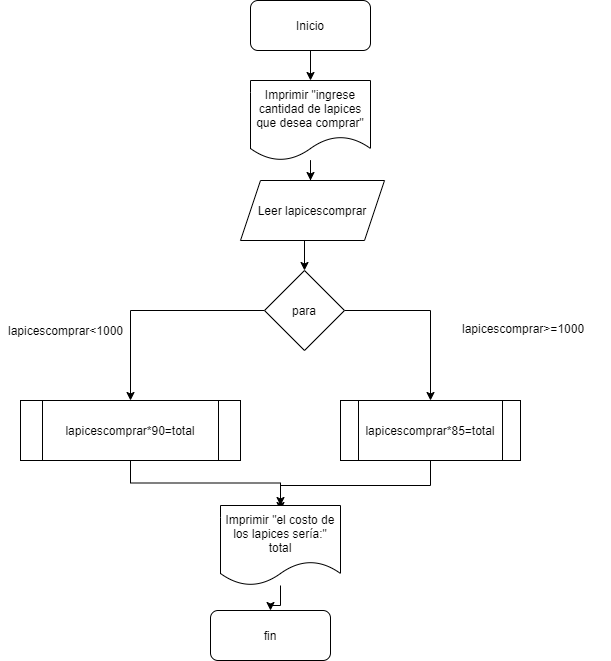 Inicio
Imprimir "ingrese
cantidad de lapices
que desea comprar"
Leer lapicescomprar
para
lapicescomprar<1000
lapicescomprar>=1000
lapicescomprar*90=total
lapicescomprar*85=total
Imprimir "el costo de
los lapices sería:"
total
fin